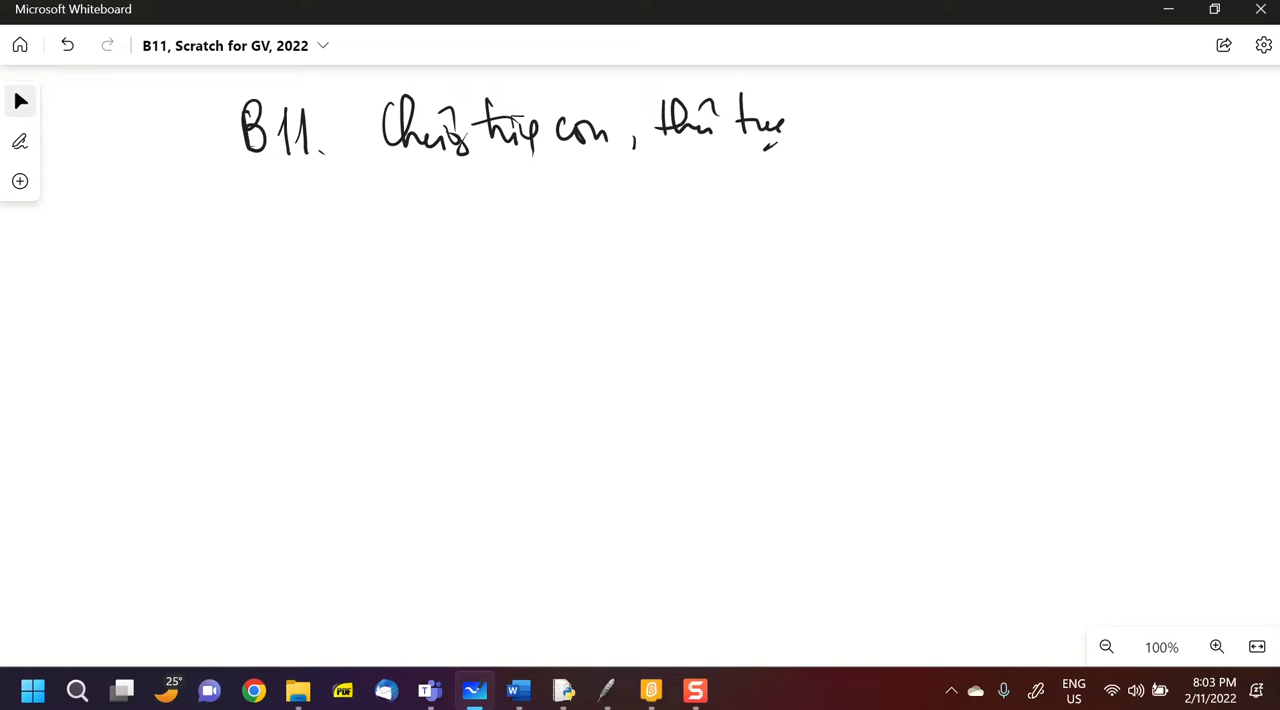 Microsoft Whiteboard
B11, Scratch for GV, 2022
B11. Chương trình con, thủ tục
100%
25°
PDF
ENG
US
8:03 PM
2/11/2022